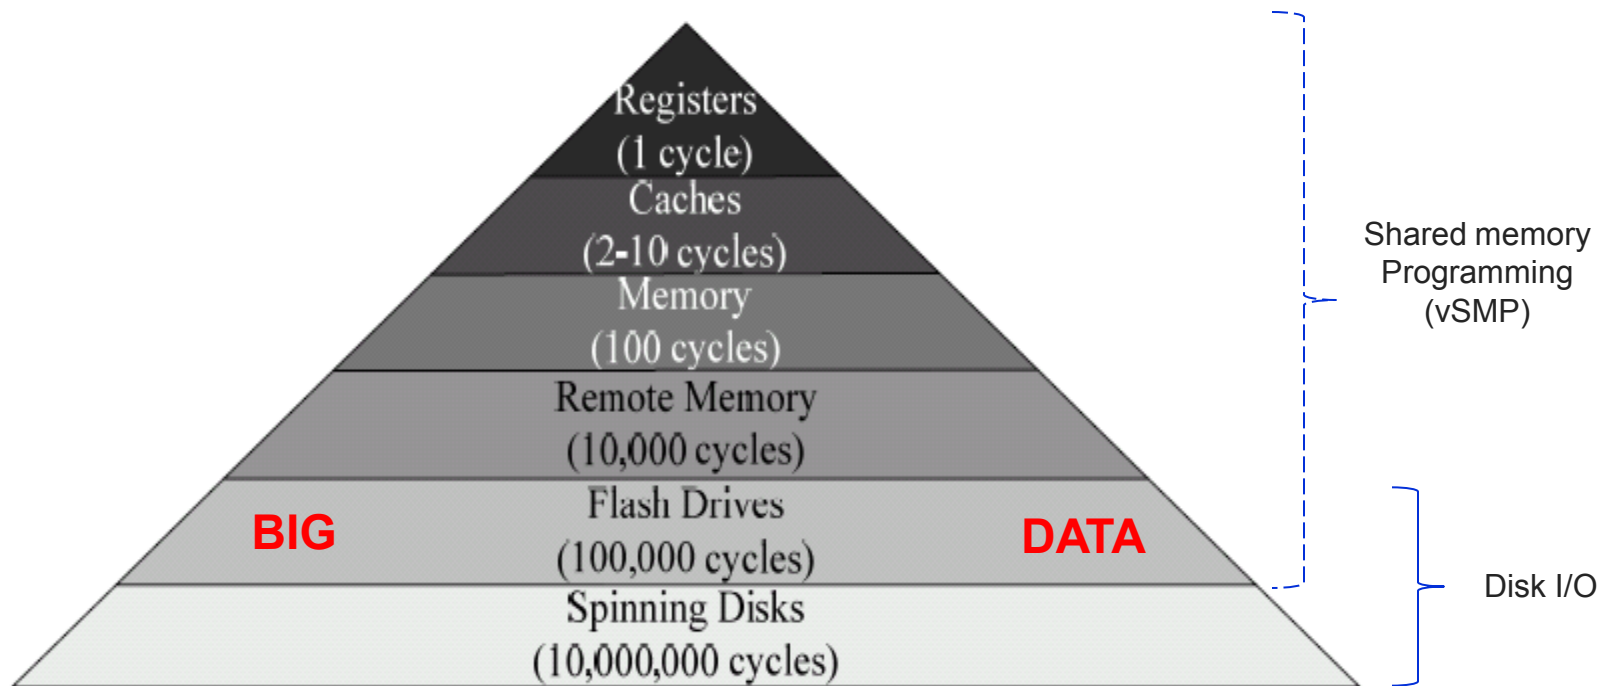 Registers
(1 cycle)
Caches
(2-10 cycles)
Memory
(100 cycles)
Remote Memory
(10,000 cycles)
Flash Drives
(100,000 cycles)
BIG
DATA
Spinning Disks
(10,000,000 cycles)
Shared memory
Programming
(vSMP)
Disk I/O